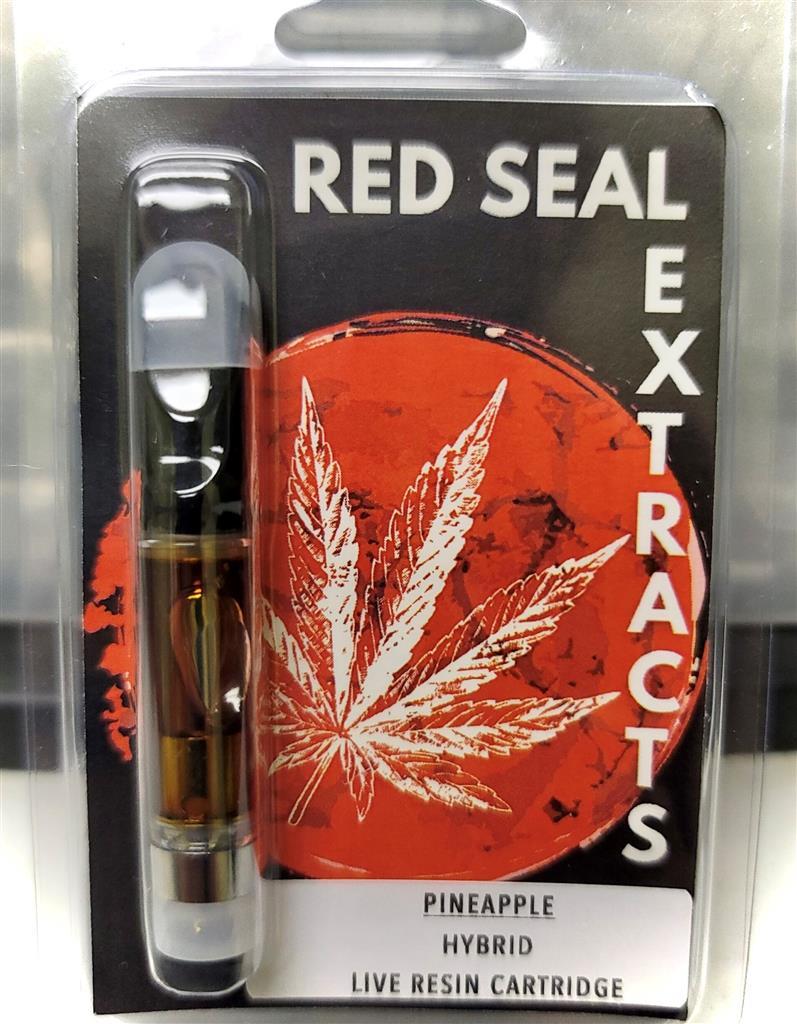 RED SEAL
EXTRACTS
PINEAPPLE
HYBRID
LIVE RESIN CARTRIDGE